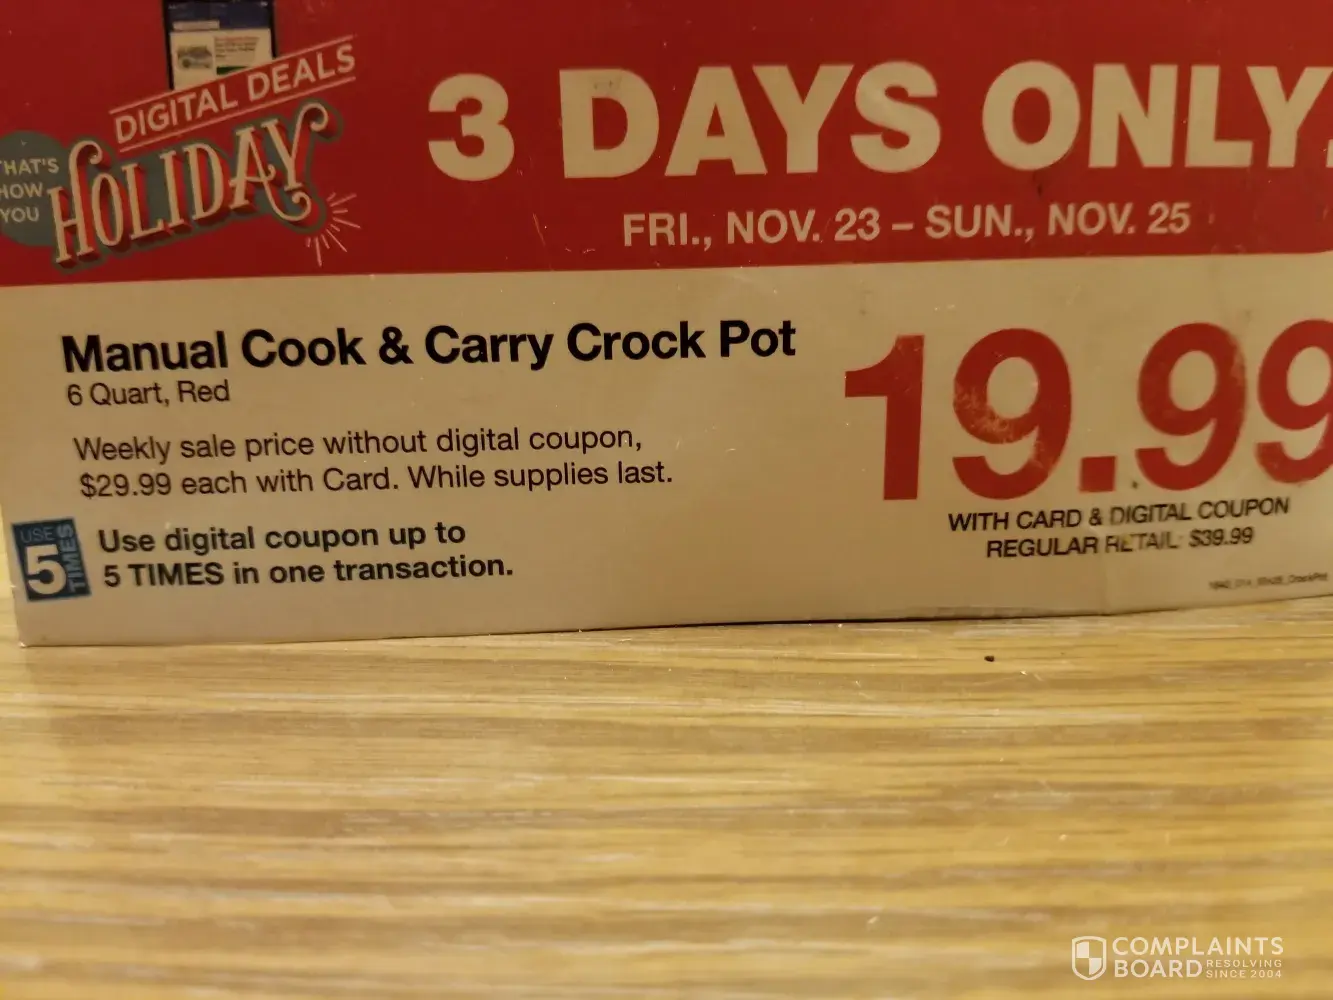 DIGITAL DEALS
THAT'S
HOW
YOU
HOLIDAY
3 DAYS ONLY!
FRI., NOV. 23 – SUN., NOV. 25
Manual Cook & Carry Crock Pot
6 Quart, Red
Weekly sale price without digital coupon,
$29.99 each with Card. While supplies last.
USE
5
TIMES
Use digital coupon up to
5 TIMES in one transaction.
19.99
WITH CARD & DIGITAL COUPON
REGULAR RETAIL: $39.99
COMPLAINTS
BOARD
RESOLVING
SINCE 2004